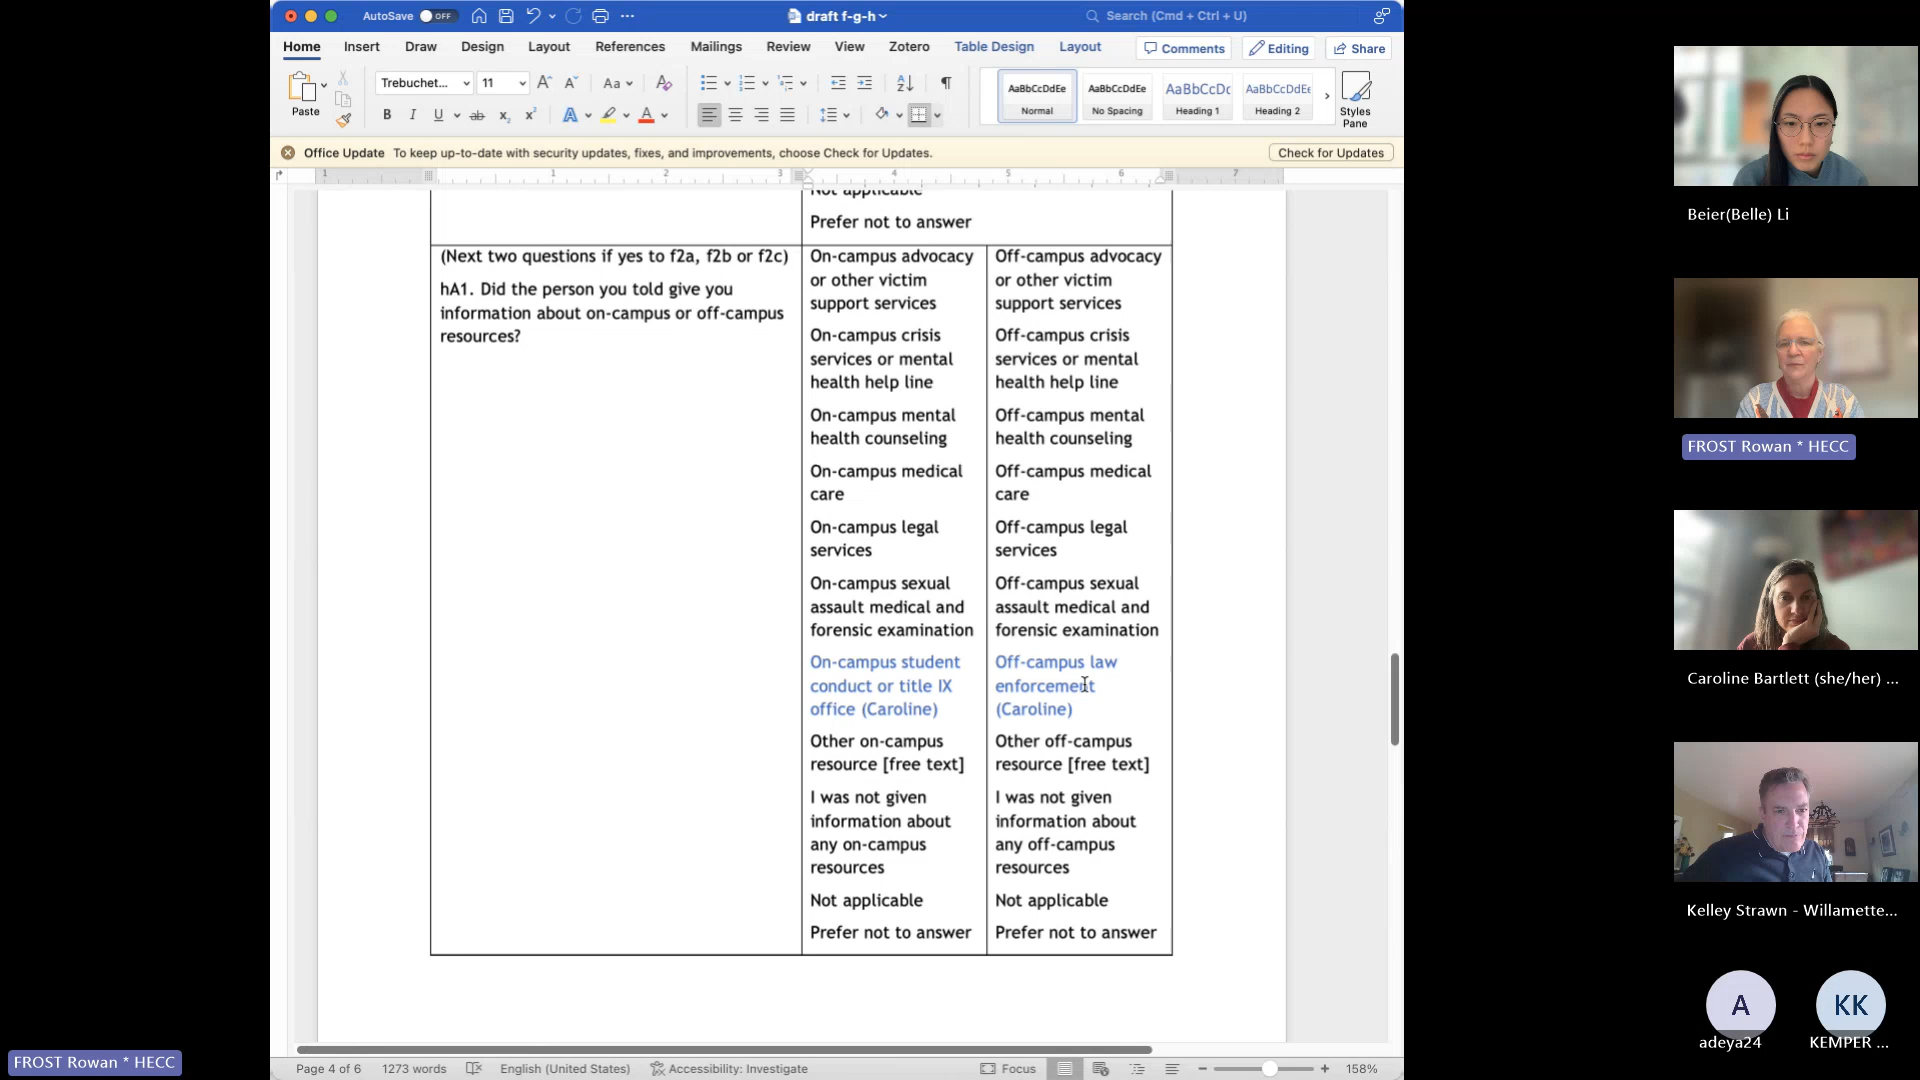 AutoSave OFF draft f-g-h Search (Cmd + Ctrl + U)
Home Insert Draw Design Layout References Mailings Review View Zotero Table Design Layout Comments Editing Share
Paste Trebuchet... 11 Aa
AaBbCcDdEe AaBbCcDdEe AaBbCcDc AaBbCcDdEe
Normal No Spacing Heading 1 Heading 2 Styles Pane
Office Update To keep up-to-date with security updates, fixes, and improvements, choose Check for Updates. Check for Updates
1 1 2 3 4 5 6 7
Not applicable
Prefer not to answer
(Next two questions if yes to f2a, f2b or f2c)
hA1. Did the person you told give you
information about on-campus or off-campus
resources?
On-campus advocacy
or other victim
support services
On-campus crisis
services or mental
health help line
On-campus mental
health counseling
On-campus medical
care
On-campus legal
services
On-campus sexual
assault medical and
forensic examination
On-campus student
conduct or title IX
office (Caroline)
Other on-campus
resource [free text]
I was not given
information about
any on-campus
resources
Not applicable
Prefer not to answer
Off-campus advocacy
or other victim
support services
Off-campus crisis
services or mental
health help line
Off-campus mental
health counseling
Off-campus medical
care
Off-campus legal
services
Off-campus sexual
assault medical and
forensic examination
Off-campus law
enforcement
(Caroline)
Other off-campus
resource [free text]
I was not given
information about
any off-campus
resources
Not applicable
Prefer not to answer
Page 4 of 6 1273 words English (United States) Accessibility: Investigate Focus 158%
Beier(Belle) Li
FROST Rowan * HECC
Caroline Bartlett (she/her) ...
Kelley Strawn - Willamette...
A KK
adeya24 KEMPER ...
FROST Rowan * HECC